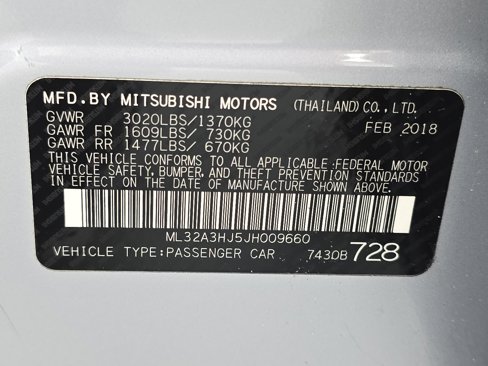 MFD. BY MITSUBISHI MOTORS (THAILAND) CO., LTD.
GVWR 3020LBS/1370KG FEB 2018
GAWR FR 1609LBS/ 730KG
GAWR RR 1477LBS/ 670KG
THIS VEHICLE CONFORMS TO ALL APPLICABLE:FEDERAL MOTOR
VEHICLE SAFETY, BUMPER, AND THEFT PREVENTION STANDARDS
IN EFFECT ON THE DATE OF MANUFACTURE SHOWN ABOVE.
ML32A3HJ5JH009660
VEHICLE TYPE:PASSENGER CAR 7430B 728